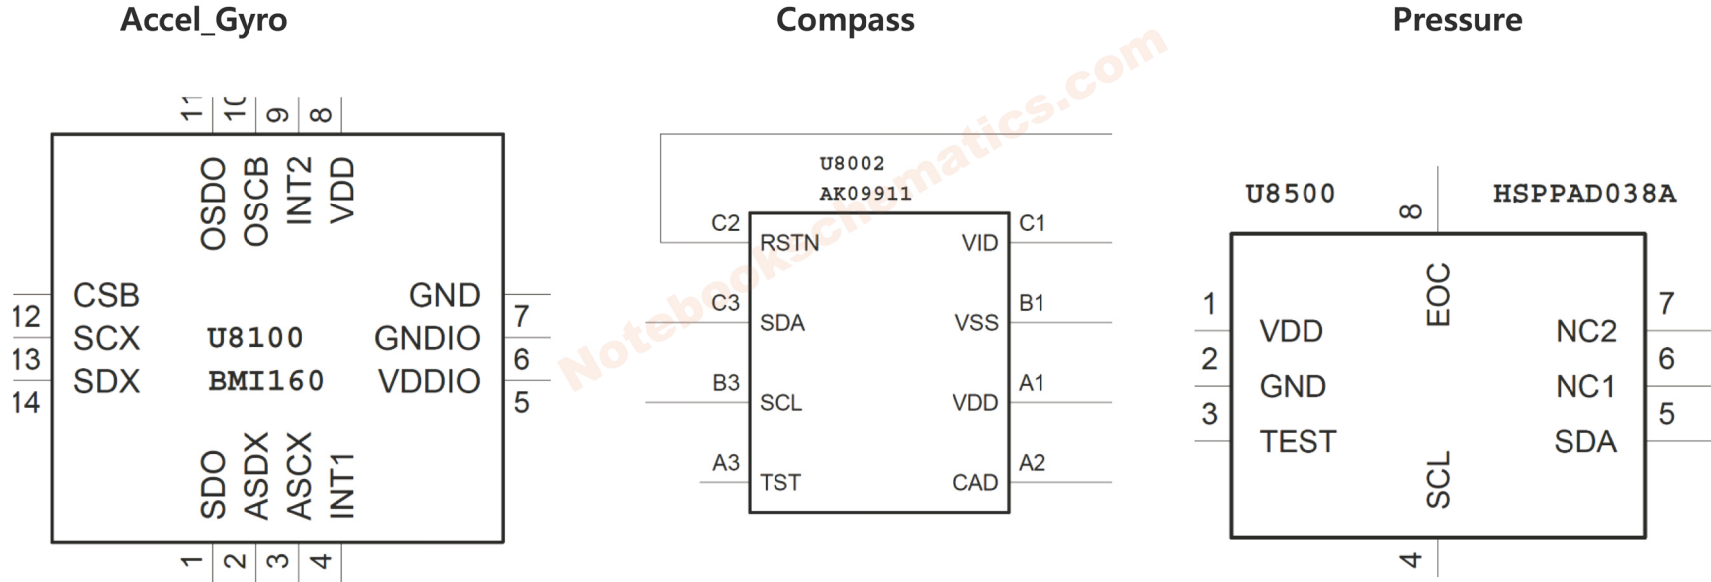 Accel_Gyro
11 10 9 8
OSDO OSCB INT2 VDD
CSB
12
SCX
13
SDX
14
U8100
BMI160
GND
7
GNDIO
6
VDDIO
5
SDO ASDX ASCX INT1
1 2 3 4
Compass
U8002
AK09911
C2 RSTN VID C1
C3 SDA VSS B1
B3 SCL VDD A1
A3 TST CAD A2
Pressure
U8500 HSPPAD038A
8
EOC
1 VDD NC2 7
2 GND NC1 6
3 TEST SDA 5
SCL
4
Notebookschematics.com